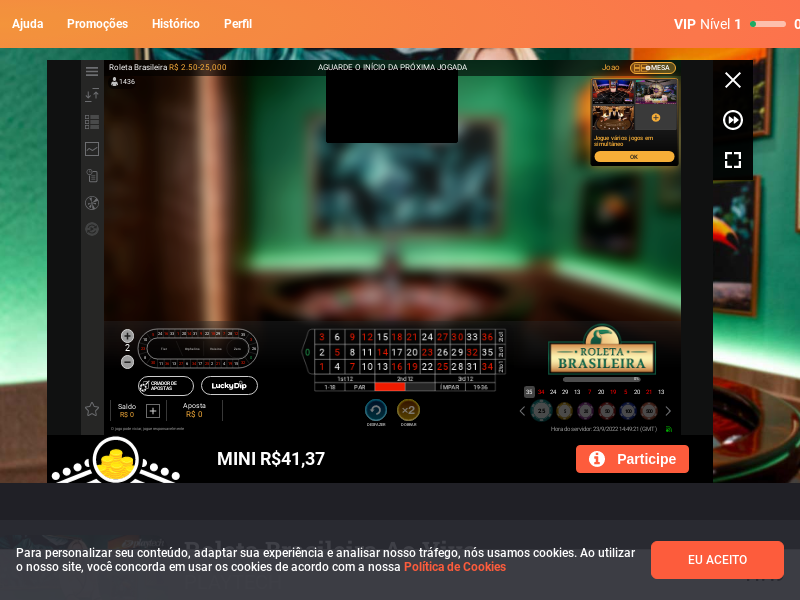 Ajuda Promoções Histórico Perfil
VIP Nível 1
Roleta Brasileira R$ 2.50-25,000
AGUARDE O INÍCIO DA PRÓXIMA JOGADA
Joao
MESA
1436
Jogue vários jogos em
simultâneo
OK
2
CRIADOR DE
APOSTAS
LuckyDip
3 6 9 12 15 18 21 24 27 30 33 36
0 2 5 8 11 14 17 20 23 26 29 32 35
1 4 7 10 13 16 19 22 25 28 31 34
1st 12 2nd 12 3rd 12
1-18 PAR ÍMPAR 19-36
ROLETA
BRASILEIRA
35 34 24 29 13 7 20 20 5 20 21 13
Saldo
R$ 0
Aposta
R$ 0
×2
DESFAZER DOBRAR
2.5
Hora do servidor: 23/9/2022 14:49:21 (GMT)
MINI R$41,37
Participe
Para personalizar seu conteúdo, adaptar sua experiência e analisar nosso tráfego, nós usamos cookies. Ao utilizar
o nosso site, você concorda em usar os cookies de acordo com a nossa Política de Cookies
EU ACEITO